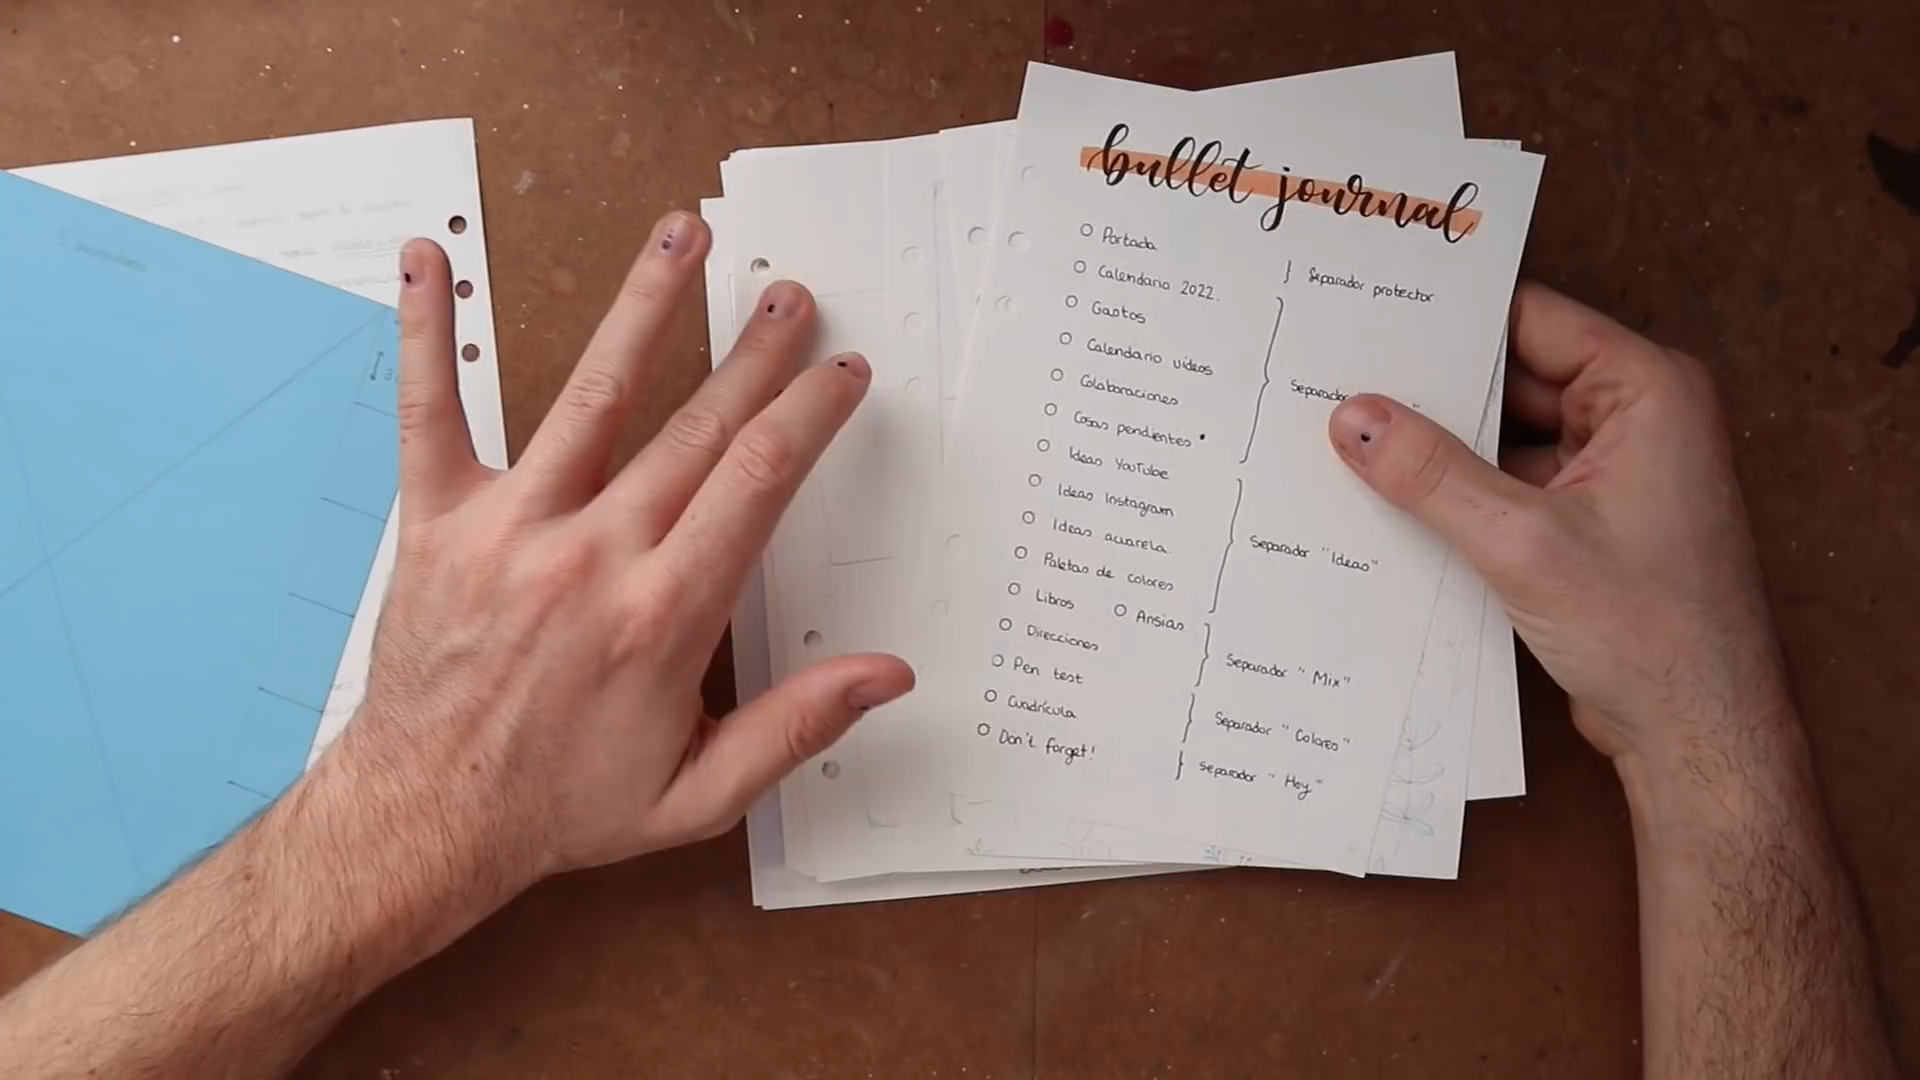 bullet journal
Portada
Calendario 2022.
Gastos
Calendario videos
Colaboraciones
Cosas pendientes
Ideas YouTube
Ideas Instagram
Ideas acuarela.
Paletas de colores
Libros Ansias
Direcciones
Pen test
Cuadrícula
Don't forget!
} Separador protector
} Separador "
} Separador "Ideas"
} Separador " Mix"
} Separador " Colores"
} separador " Hoy"